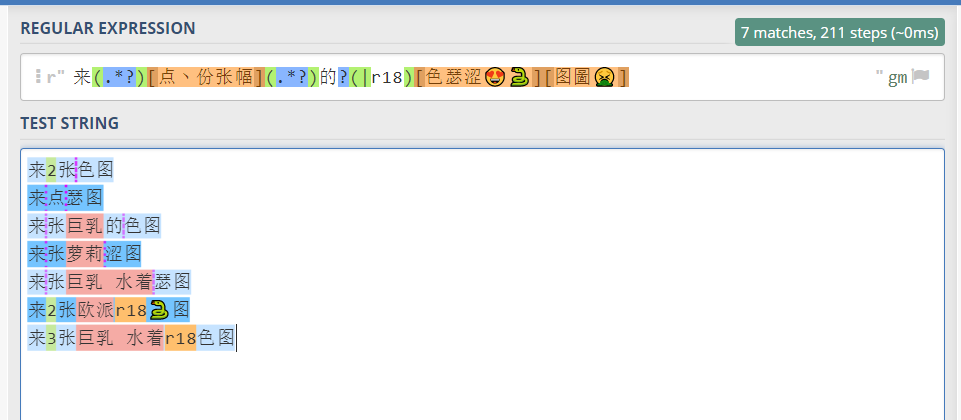 REGULAR EXPRESSION
7 matches, 211 steps (~0ms)
r" 来(.*?)[点丶份张幅](.*?)的?(|r18)[色瑟涩😍🐍][图圖🤮] " gm
TEST STRING
来2张色图
来点瑟图
来张巨乳的色图
来张萝莉涩图
来张巨乳 水着瑟图
来2张欧派r18🐍图
来3张巨乳 水着r18色图